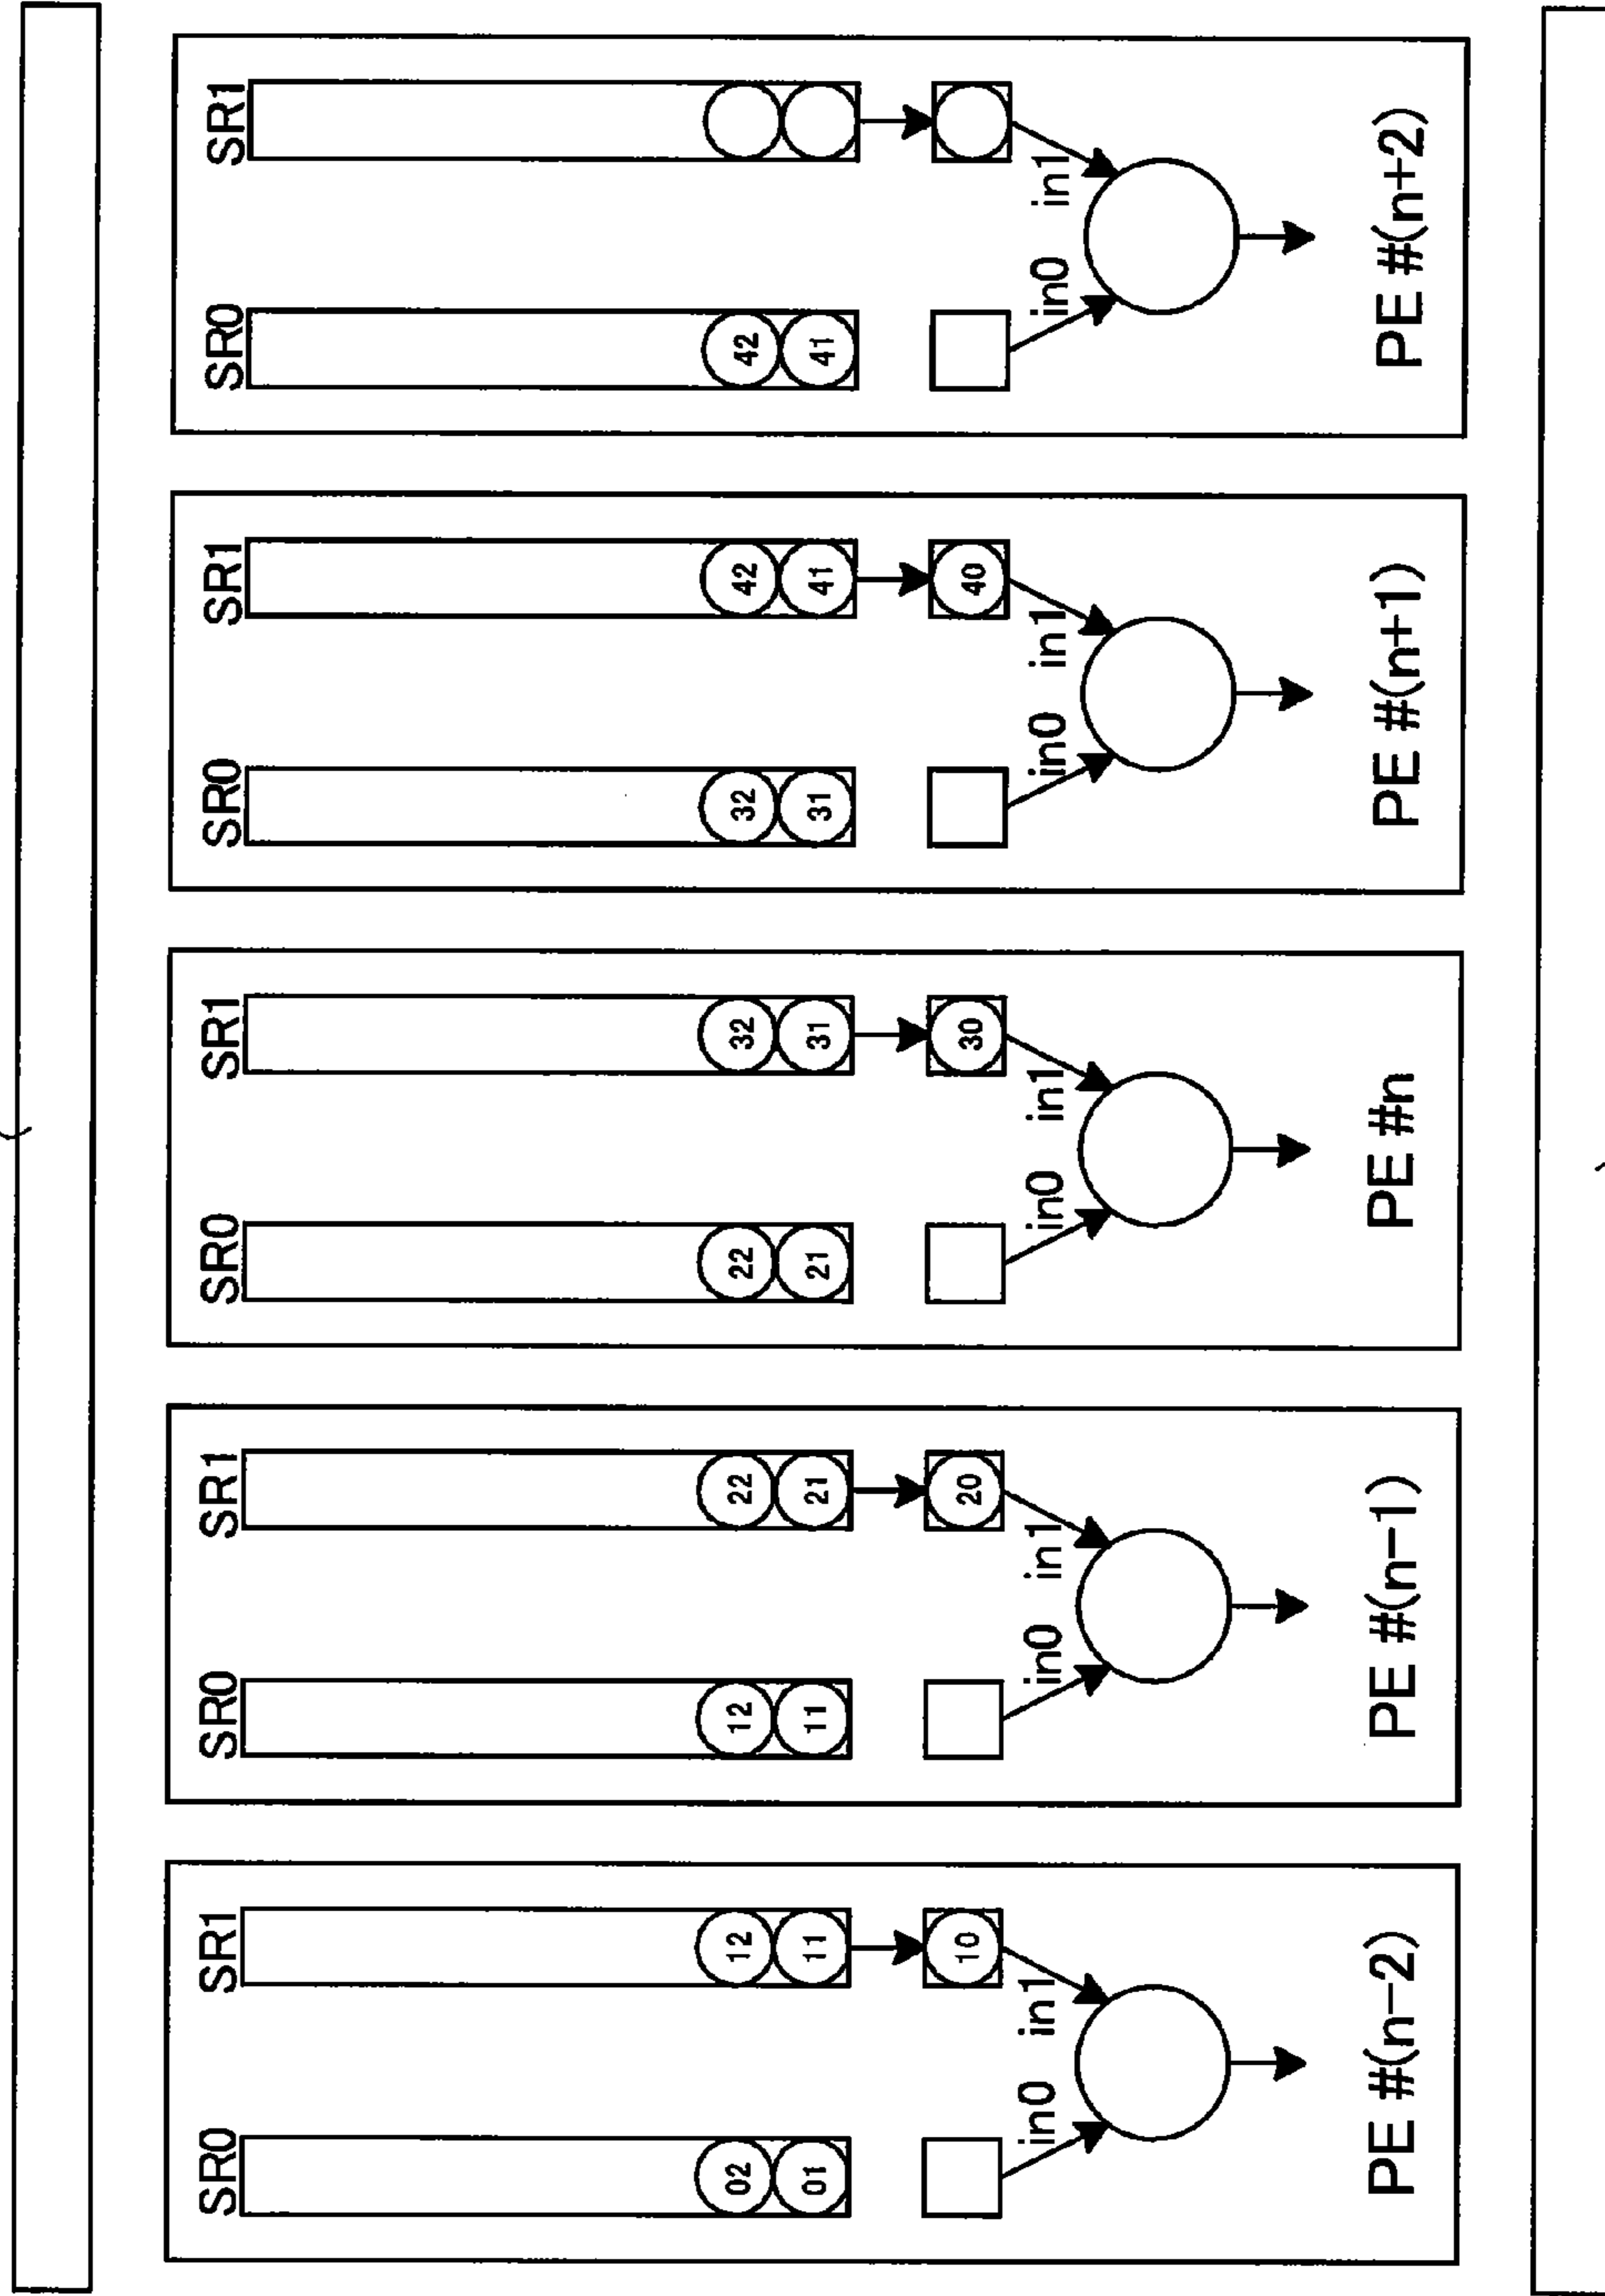 SR0 SR1 SR0 SR1 SR0 SR1 SR0 SR1 SR0 SR1
02 12 12 22 22 32 32 42 42
01 11 11 21 21 31 31 41 41
10 20 30 40
in0 in1 in0 in1 in0 in1 in0 in1 in0 in1
PE #(n-2) PE #(n-1) PE #n PE #(n+1) PE #(n+2)